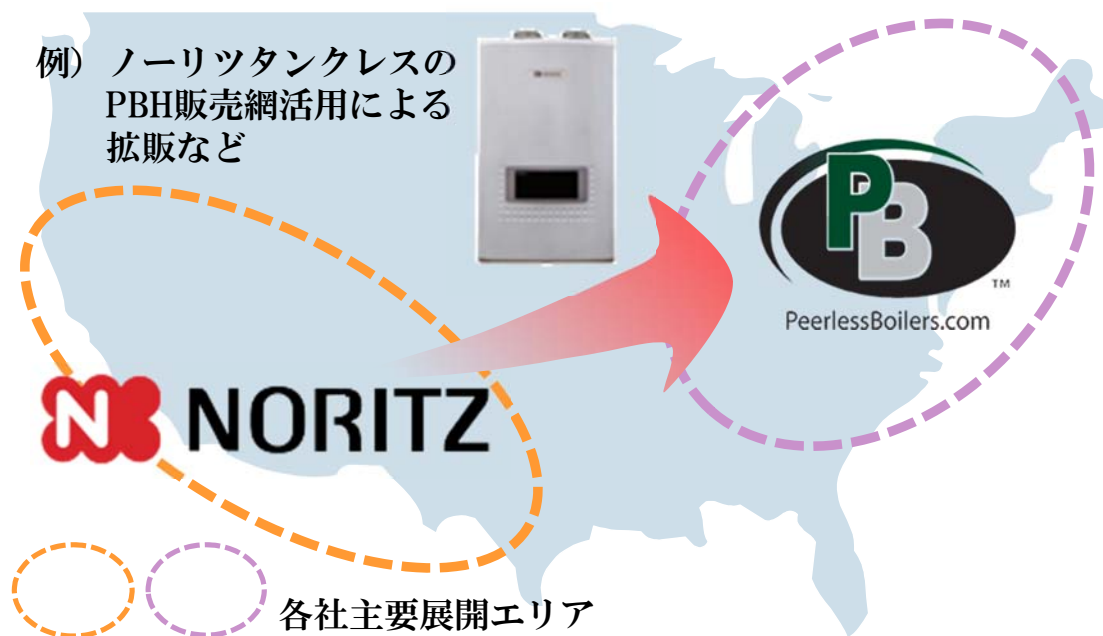 例）ノーリツタンクレスの
PBH販売網活用による
拡販など
NORITZ
PB
TM
PeerlessBoilers.com
N NORITZ
各社主要展開エリア